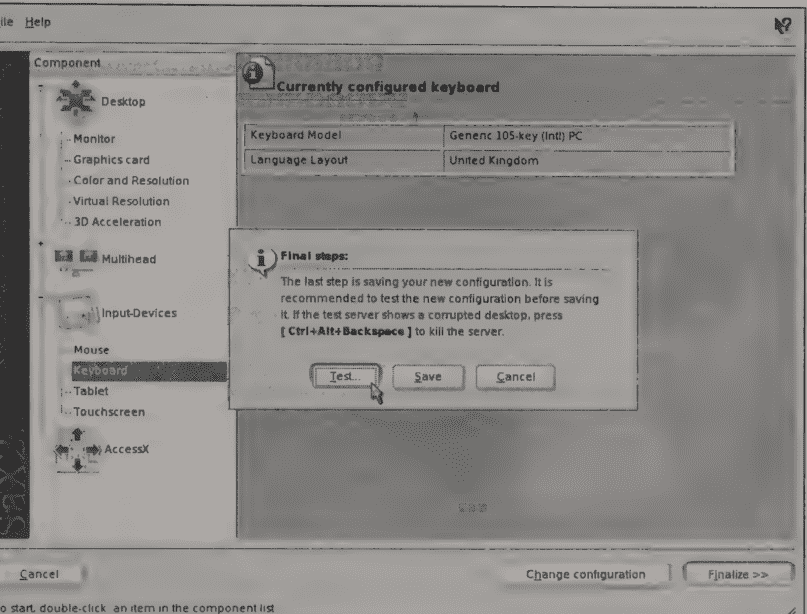 ile Help
Component
Desktop
Monitor
Graphics card
Color and Resolution
Virtual Resolution
3D Acceleration
Multihead
Input-Devices
Mouse
Keyboard
Tablet
Touchscreen
AccessX
Currently configured keyboard
Keyboard Model Generic 105-key (Intl) PC
Language Layout United Kingdom
Final steps:
The last step is saving your new configuration. It is
recommended to test the new configuration before saving
it. If the test server shows a corrupted desktop, press
[ Ctrl+Alt+Backspace ] to kill the server.
Test... Save Cancel
sax2
Cancel Change configuration Finalize >>
o start, double-click an item in the component list